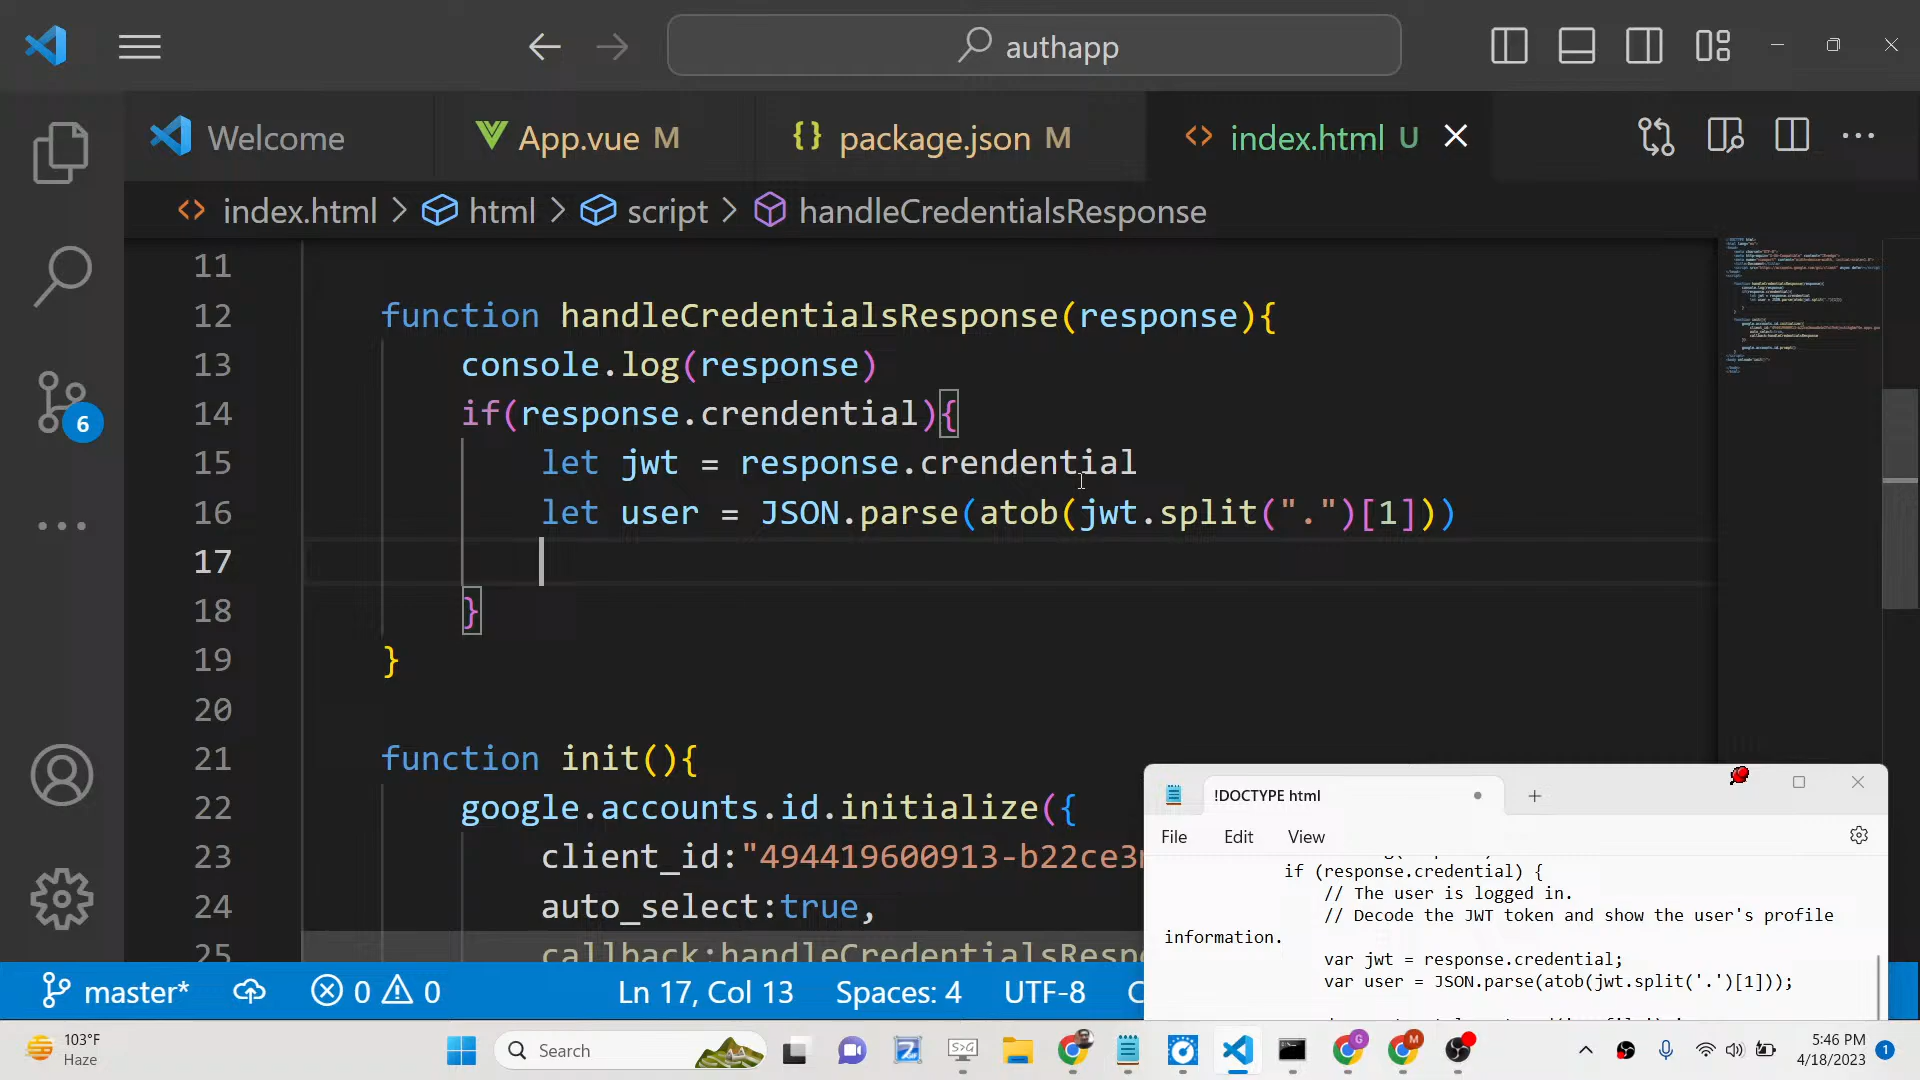 authapp
Welcome
App.vue M
package.json M
index.html U
index.html > html > script > handleCredentialsResponse
11
12 function handleCredentialsResponse(response){
13 console.log(response)
14 if(response.crendential){
15 let jwt = response.crendential
16 let user = JSON.parse(atob(jwt.split(".")[1]))
17
18 }
19 }
20
21 function init(){
22 google.accounts.id.initialize({
23 client_id:"494419600913-b22ce3
24 auto_select:true,
25 callback:handleCredentialsResp
6
!DOCTYPE html
File Edit View
if (response.credential) {
// The user is logged in.
// Decode the JWT token and show the user's profile
information.
var jwt = response.credential;
var user = JSON.parse(atob(jwt.split('.')[1]));
master* 0 0 Ln 17, Col 13 Spaces: 4 UTF-8
103°F
Haze
Search
5:46 PM
4/18/2023
1